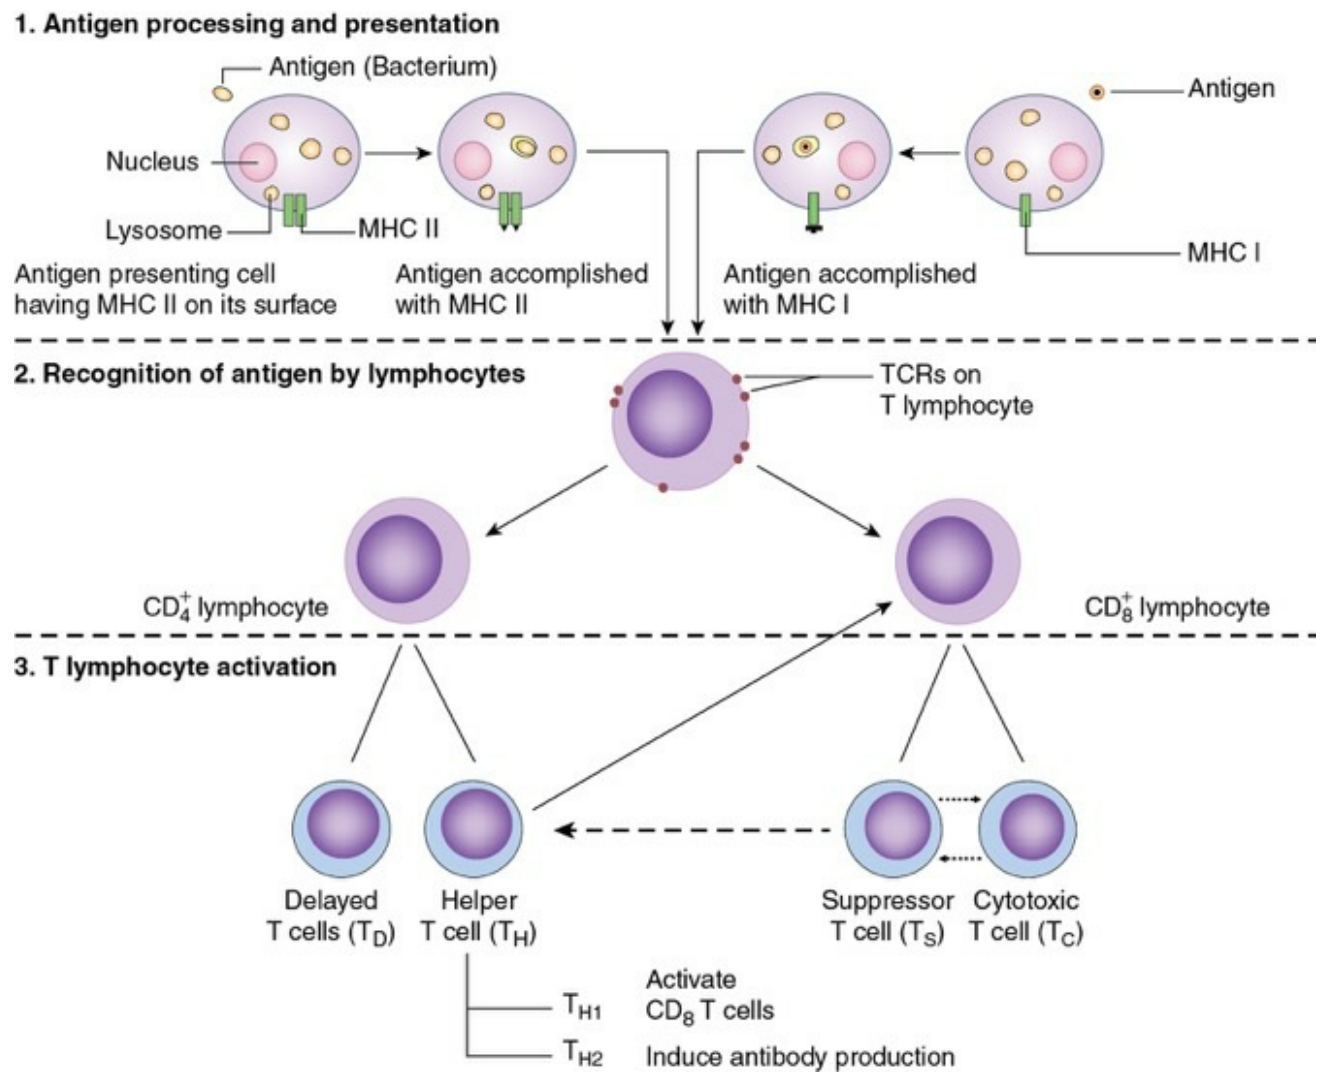 1. Antigen processing and presentation
Antigen (Bacterium)
Antigen
Nucleus
Lysosome
MHC II
MHC I
Antigen presenting cell
having MHC II on its surface
Antigen accomplished
with MHC II
Antigen accomplished
with MHC I
2. Recognition of antigen by lymphocytes
TCRs on
T lymphocyte
CD4+ lymphocyte
CD8+ lymphocyte
3. T lymphocyte activation
Delayed
T cells (TD)
Helper
T cell (TH)
Suppressor
T cell (TS)
Cytotoxic
T cell (TC)
TH1
Activate
CD8 T cells
TH2
Induce antibody production